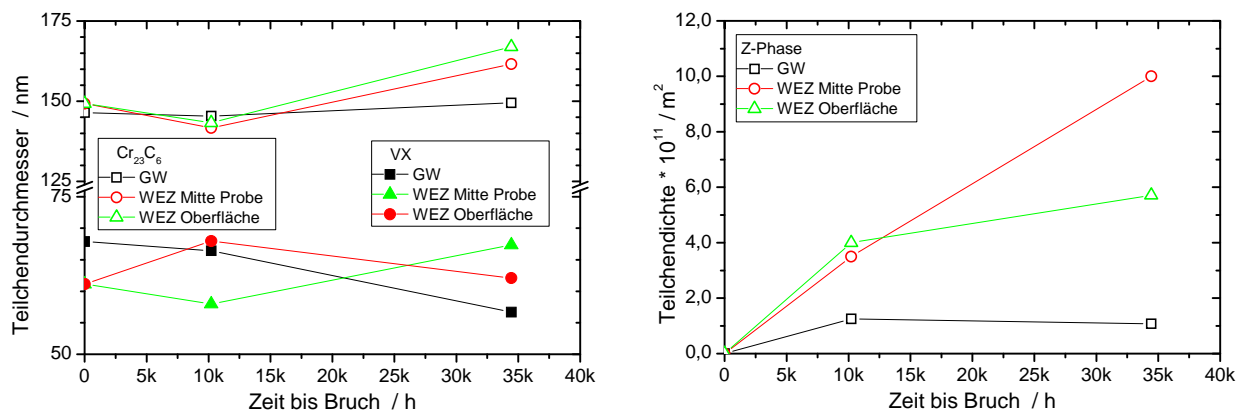 175
150
125
75
50
Teilchendurchmesser / nm
Cr₂₃C₆
GW
WEZ Mitte Probe
WEZ Oberfläche
VX
GW
WEZ Mitte Probe
WEZ Oberfläche
0 5k 10k 15k 20k 25k 30k 35k 40k
Zeit bis Bruch / h
12,0
10,0
8,0
6,0
4,0
2,0
0,0
Teilchendichte * 10¹¹ / m²
Z-Phase
GW
WEZ Mitte Probe
WEZ Oberfläche
0 5k 10k 15k 20k 25k 30k 35k 40k
Zeit bis Bruch / h